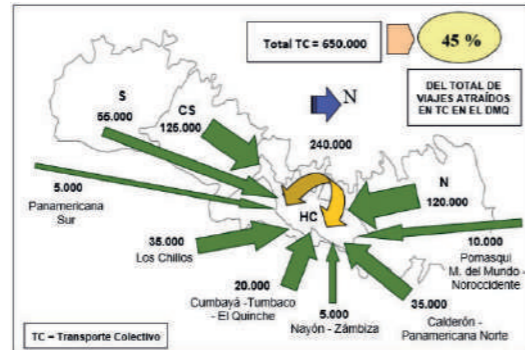 Total TC = 650.000
45 %
DEL TOTAL DE
VIAJES ATRAÍDOS
EN TC EN EL DMQ
N
S
55.000
CS
125.000
240.000
HC
N
120.000
5.000
Panamericana
Sur
35.000
Los Chillos
20.000
Cumbayá -Tumbaco
- El Quinche
5.000
Nayón - Zámbiza
10.000
Pomasqui
M. del Mundo -
Noroccidente
35.000
Calderón -
Panamericana Norte
TC = Transporte Colectivo